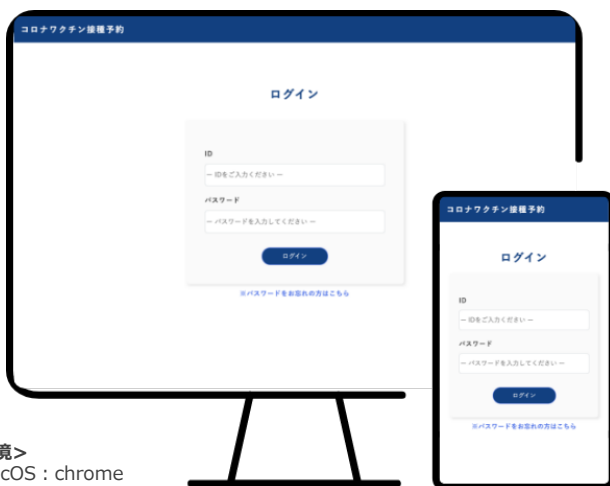 コロナワクチン接種予約
ログイン
ID
ー IDをご入力ください ー
パスワード
ー パスワードを入力してください ー
ログイン
※パスワードをお忘れの方はこちら
コロナワクチン接種予約
ログイン
ID
ー IDをご入力ください ー
パスワード
ー パスワードを入力してください ー
ログイン
※パスワードをお忘れの方はこちら
境>
cOS：chrome